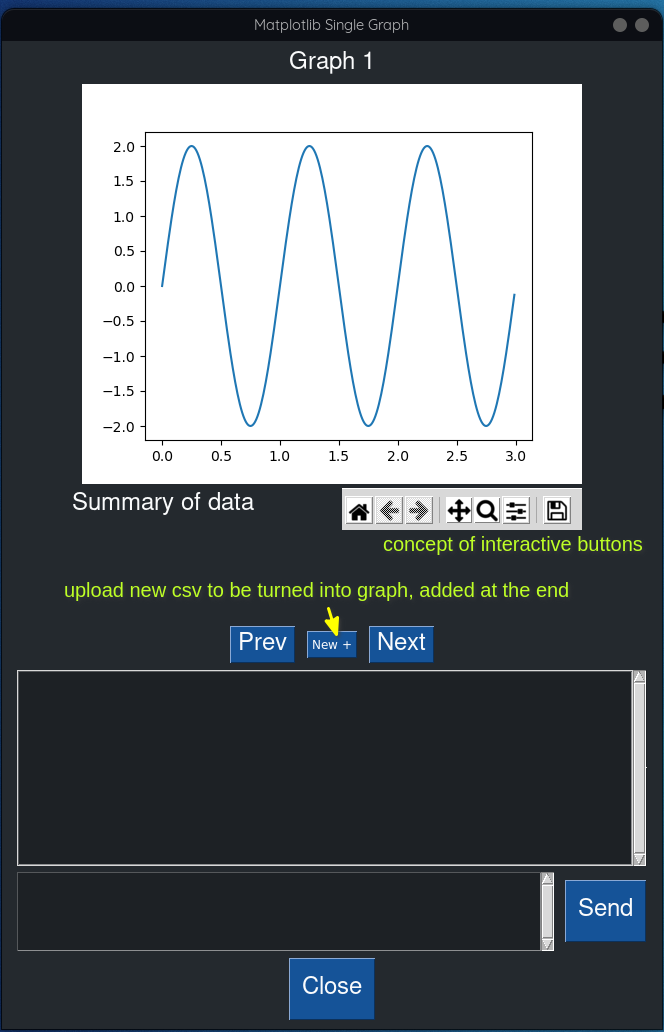 Matplotlib Single Graph
Graph 1
2.0
1.5
1.0
0.5
0.0
−0.5
−1.0
−1.5
−2.0
0.0 0.5 1.0 1.5 2.0 2.5 3.0
Summary of data
concept of interactive buttons
upload new csv to be turned into graph, added at the end
Prev New + Next
Send
Close